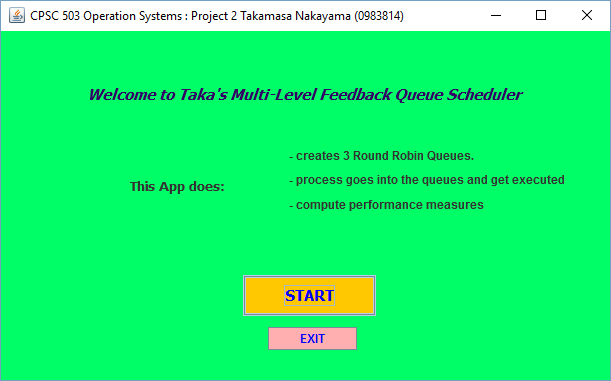 CPSC 503 Operation Systems : Project 2 Takamasa Nakayama (0983814)
Welcome to Taka's Multi-Level Feedback Queue Scheduler
This App does:
- creates 3 Round Robin Queues.
- process goes into the queues and get executed
- compute performance measures
START
EXIT